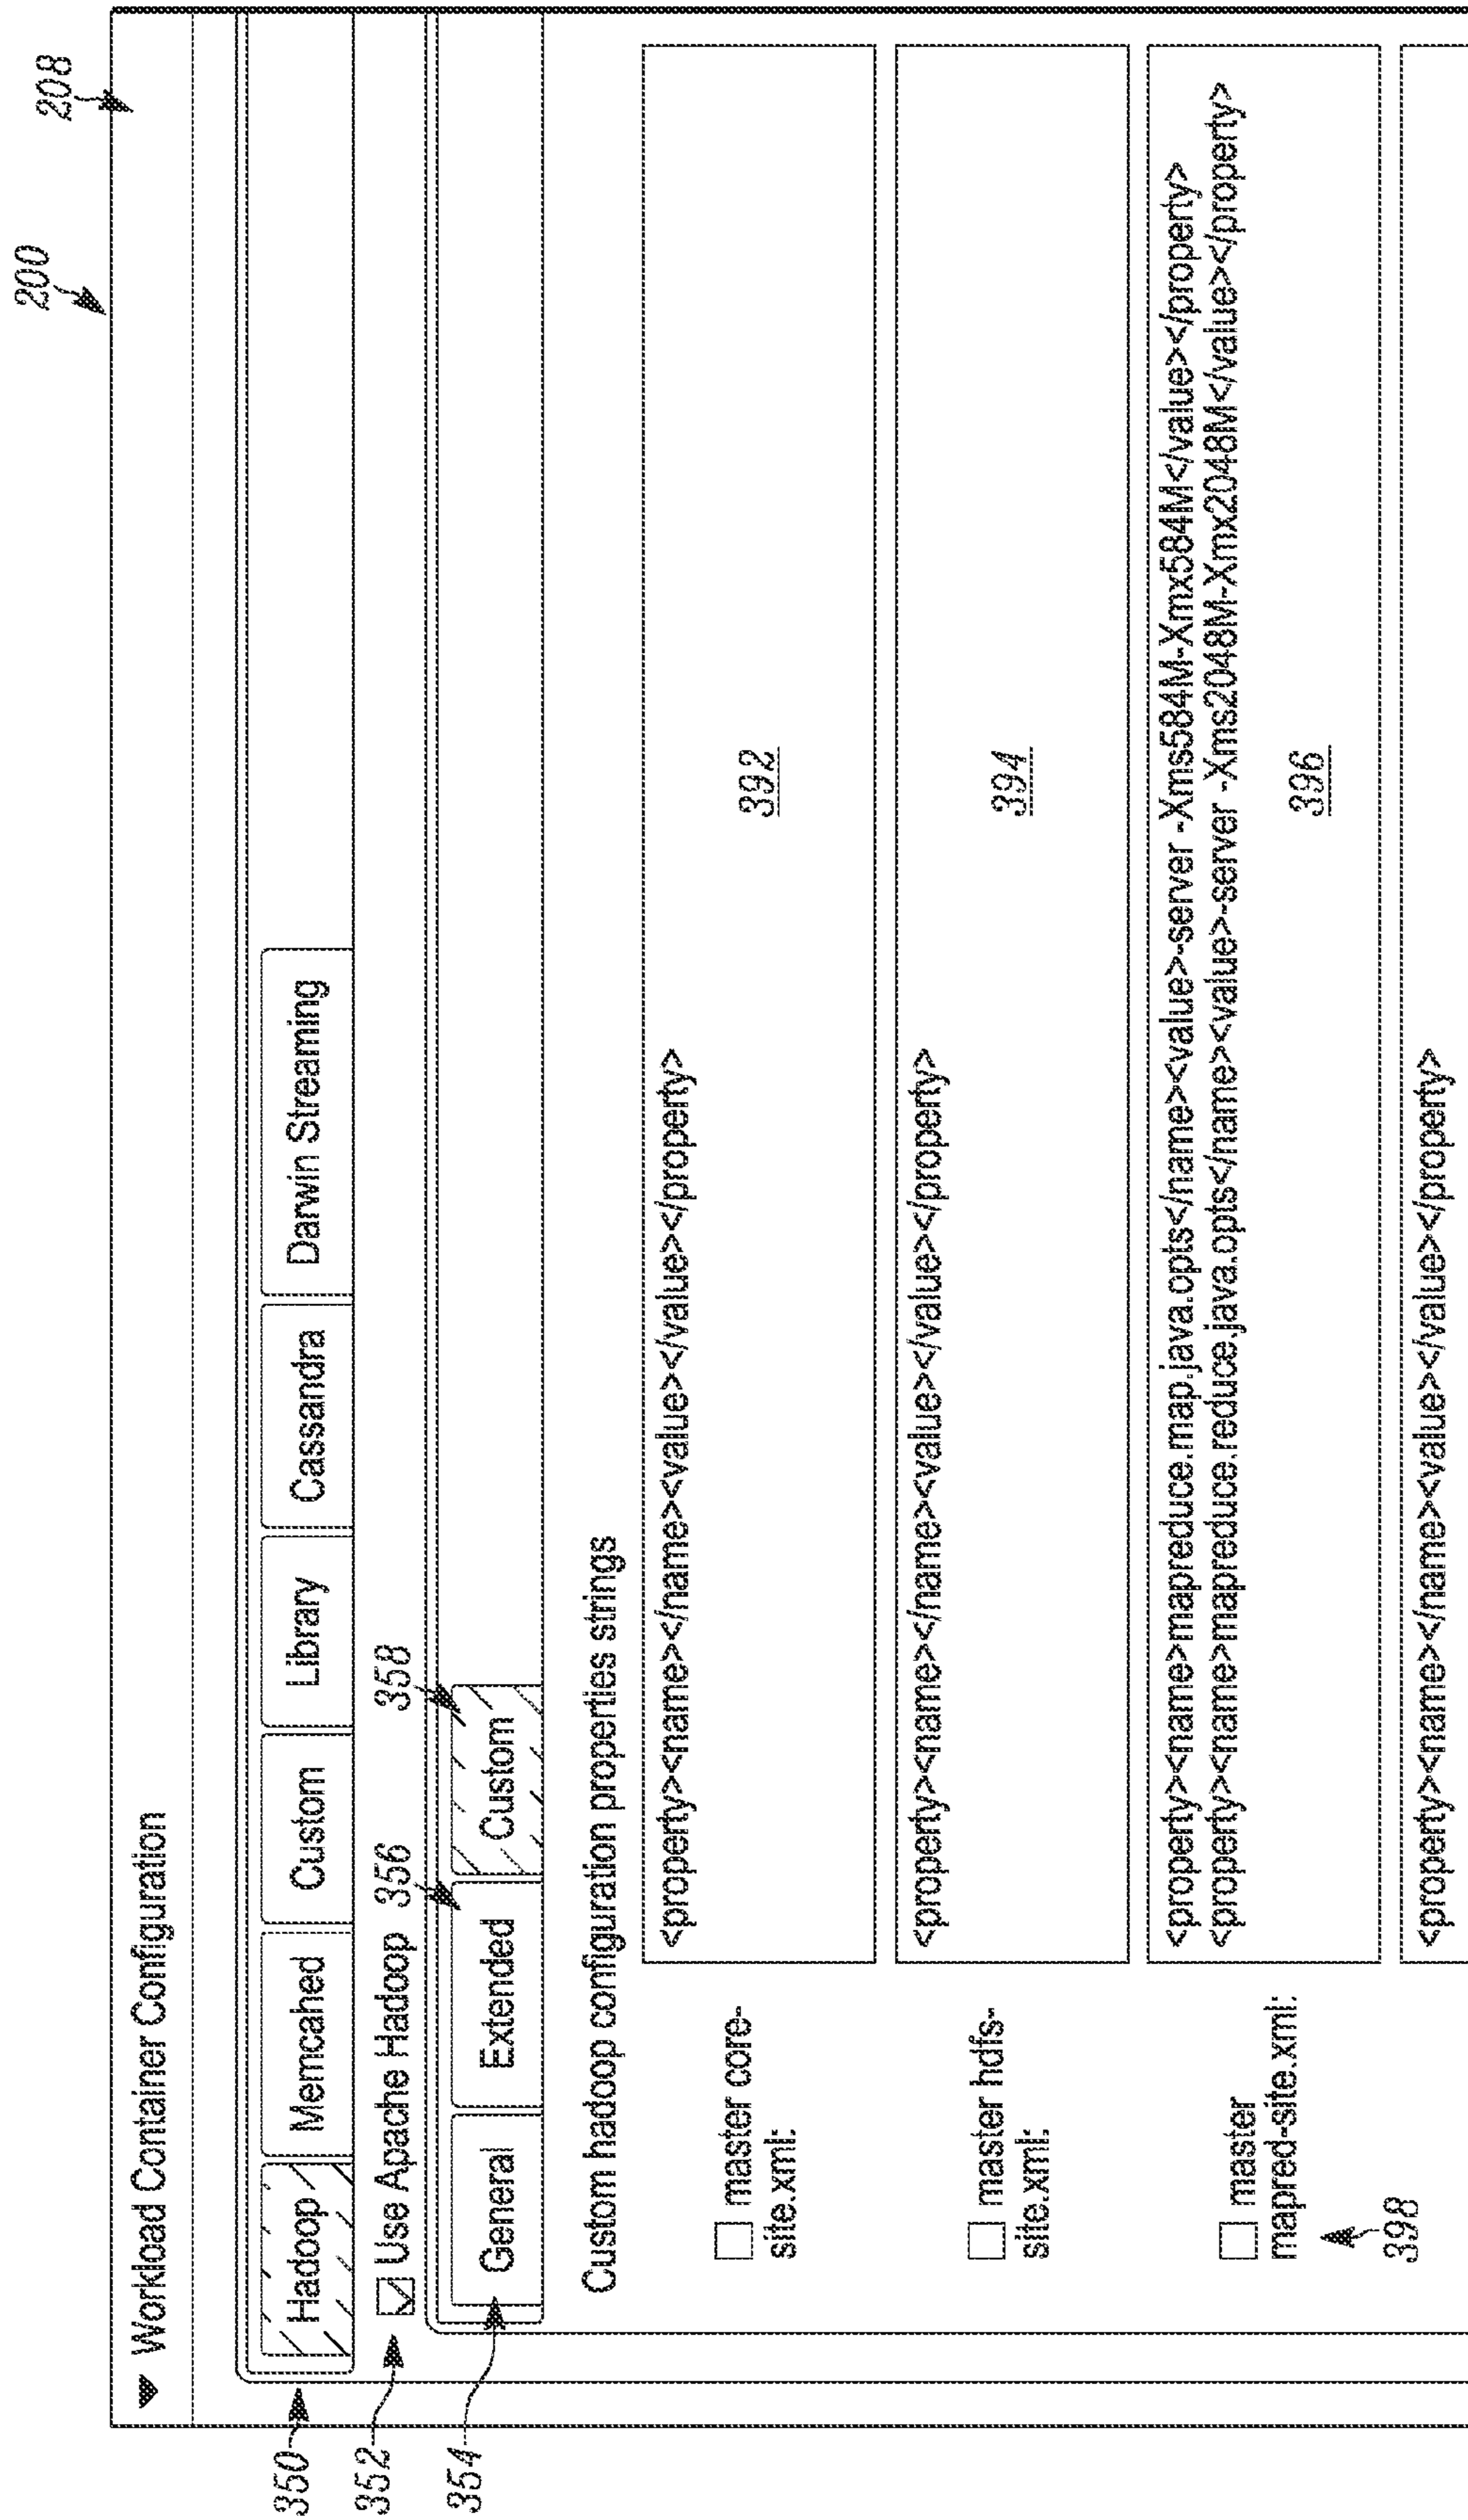 200
208
Workload Container Configuration
350
Hadoop
Memcahed
Custom
Library
Cassandra
Darwin Streaming
352
Use Apache Hadoop
356
358
354
General
Extended
Custom
Custom hadoop configuration properties strings
master core-
site.xml:
<property><name></name><value></value></property>
392
master hdfs-
site.xml:
<property><name></name><value></value></property>
394
master
mapred-site.xml:
<property><name>mapreduce.map.java.opts</name><value>-server -Xms584M-Xmx584M</value></property>
<property><name>mapreduce.reduce.java.opts</name><value>-server -Xms2048M-Xmx2048M</value></property>
396
398
<property><name></name><value></value></property>